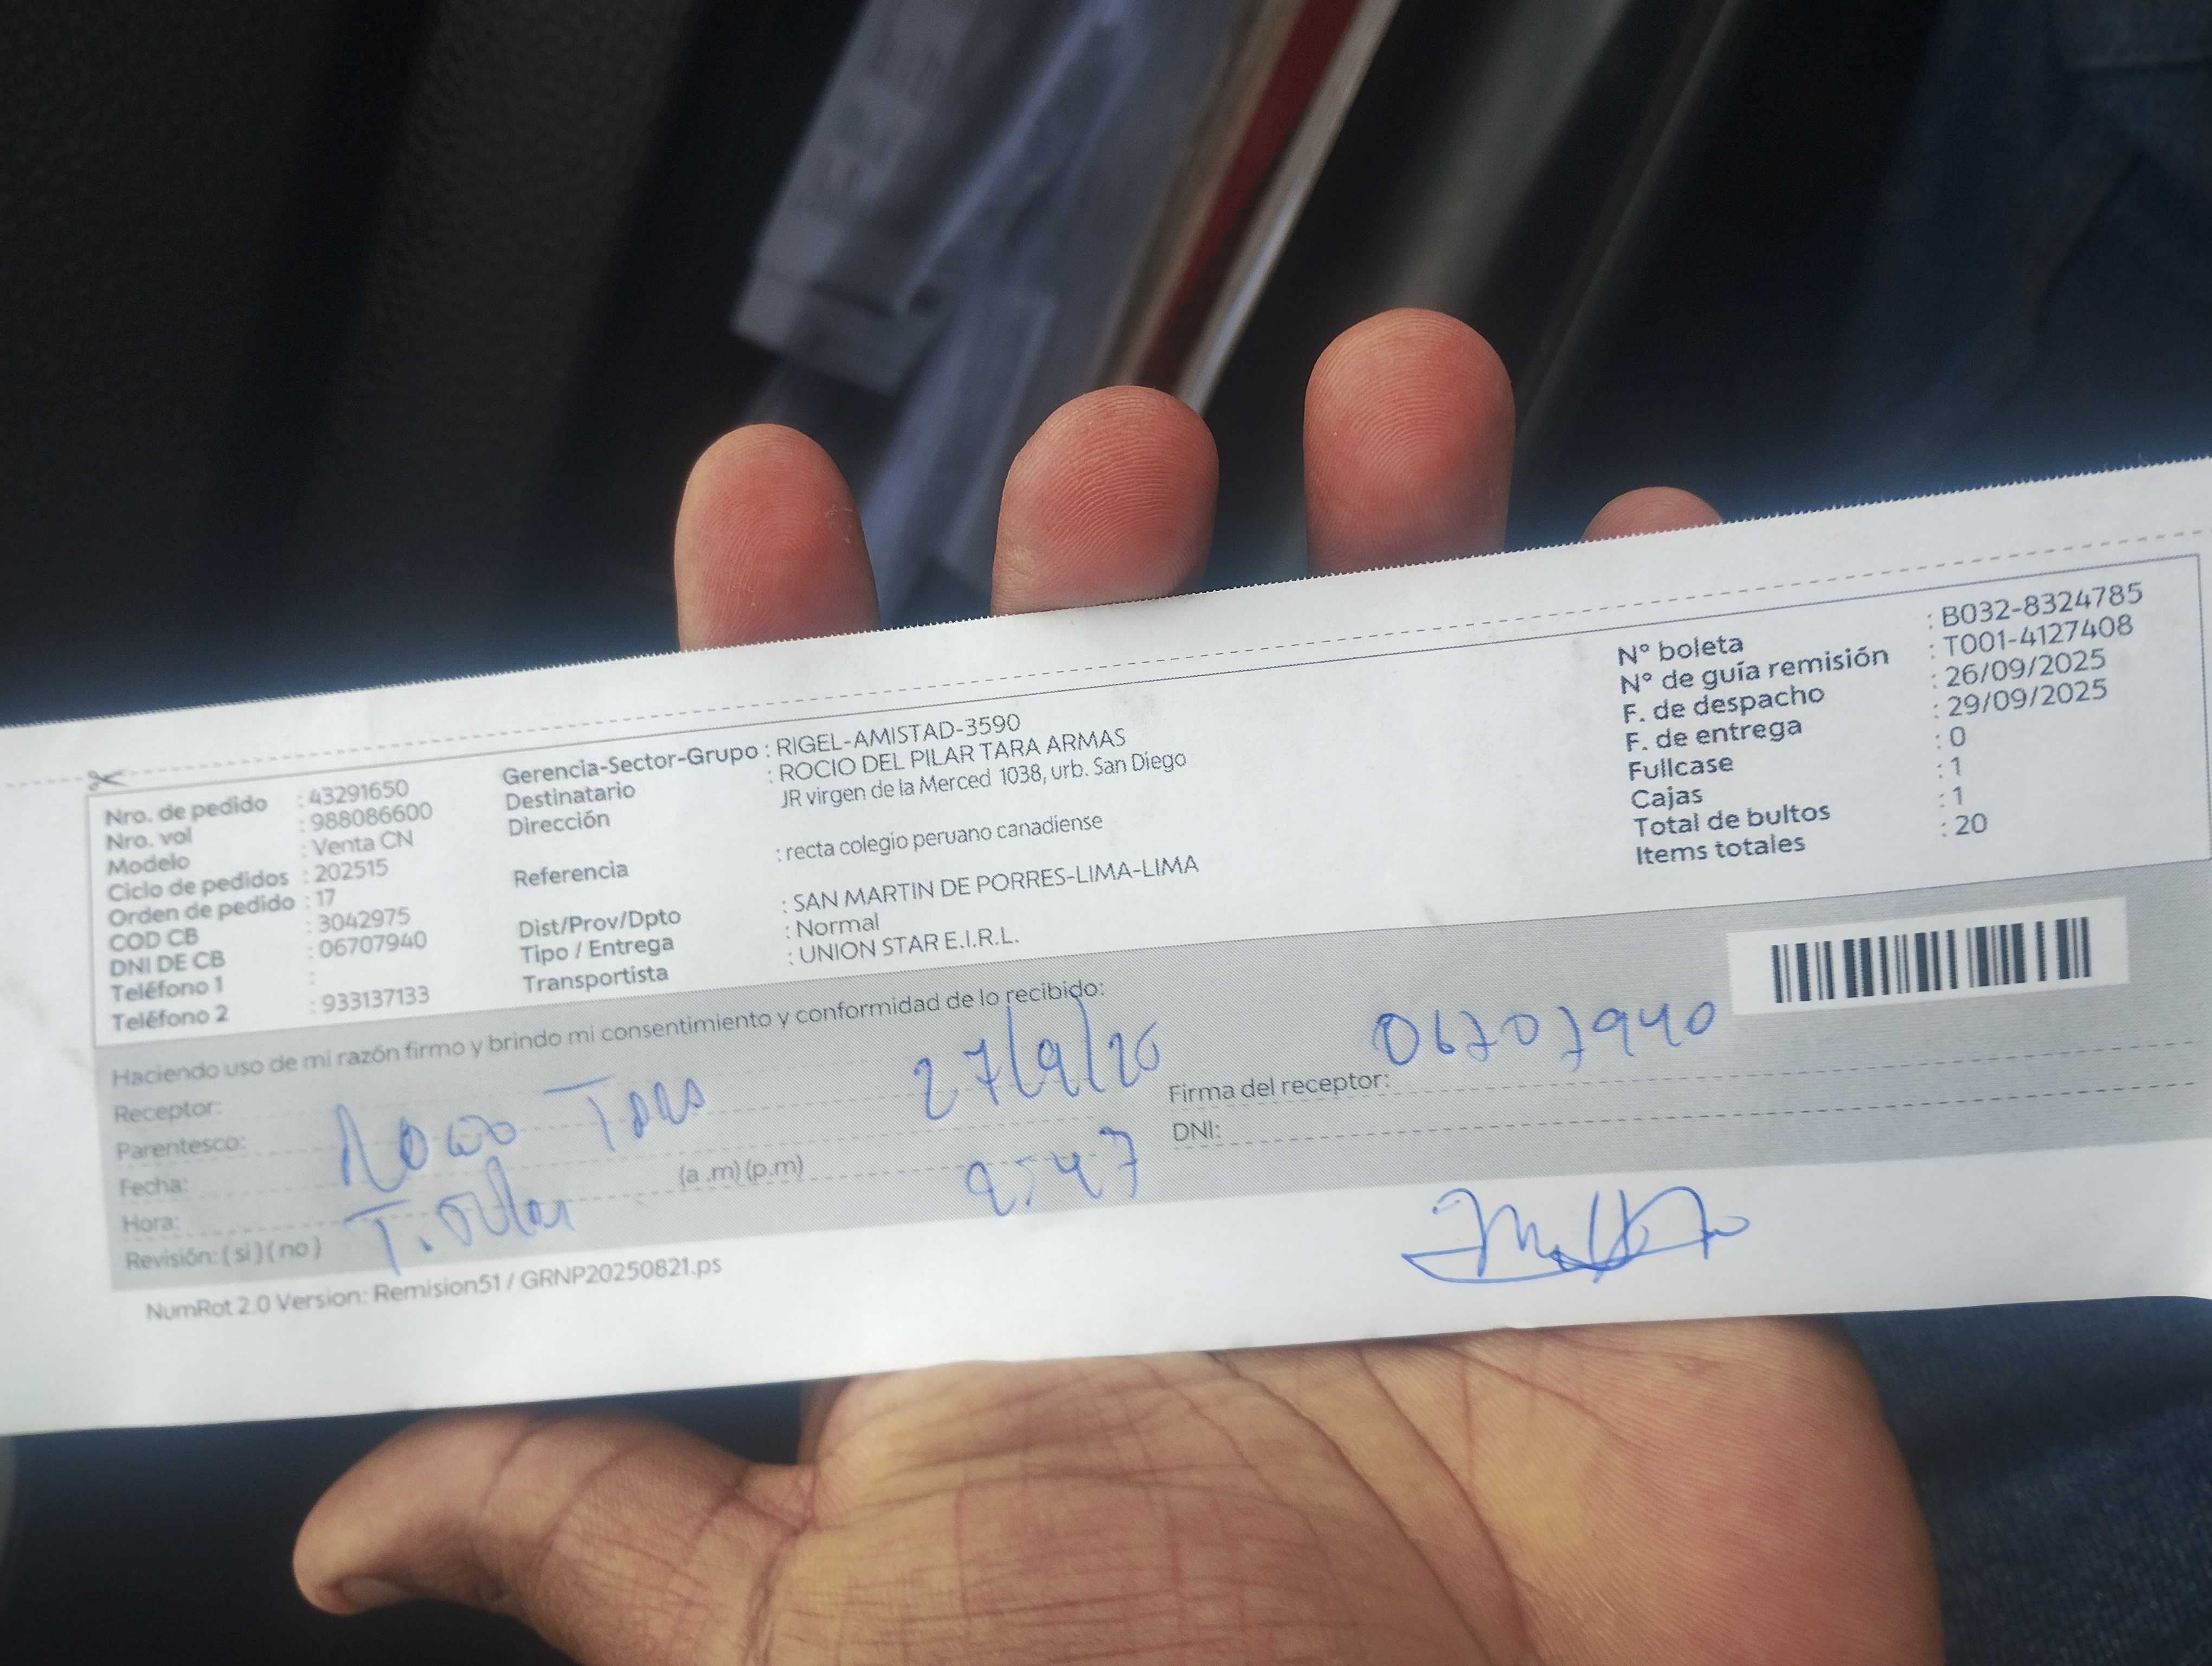 Nro. de pedido : 43291650
Nro. vol : 988086600
Modelo : Venta CN
Ciclo de pedidos : 202515
Orden de pedido : 17
COD CB : 3042975
DNI DE CB : 06707940
Teléfono 1 :
Teléfono 2 : 933137133
Gerencia-Sector-Grupo : RIGEL-AMISTAD-3590
Destinatario : ROCIO DEL PILAR TARA ARMAS
Dirección JR virgen de la Merced 1038, urb. San Diego
Referencia : recta colegio peruano canadiense
Dist/Prov/Dpto : SAN MARTIN DE PORRES-LIMA-LIMA
Tipo / Entrega : Normal
Transportista : UNION STAR E.I.R.L.
N° boleta : B032-8324785
N° de guía remisión : T001-4127408
F. de despacho : 26/09/2025
F. de entrega : 29/09/2025
Fullcase : 0
Cajas : 1
Total de bultos : 1
Items totales : 20
Haciendo uso de mi razón firmo y brindo mi consentimiento y conformidad de lo recibido:
Receptor:
Parentesco: Rocio Tara
27/9/
Firma del receptor: 06707940
DNI:
Fecha:
Hora: (a .m) (p.m)
Revisión: ( si ) ( no )
NumRot 2.0 Version: Remision51 / GRNP20250821.ps